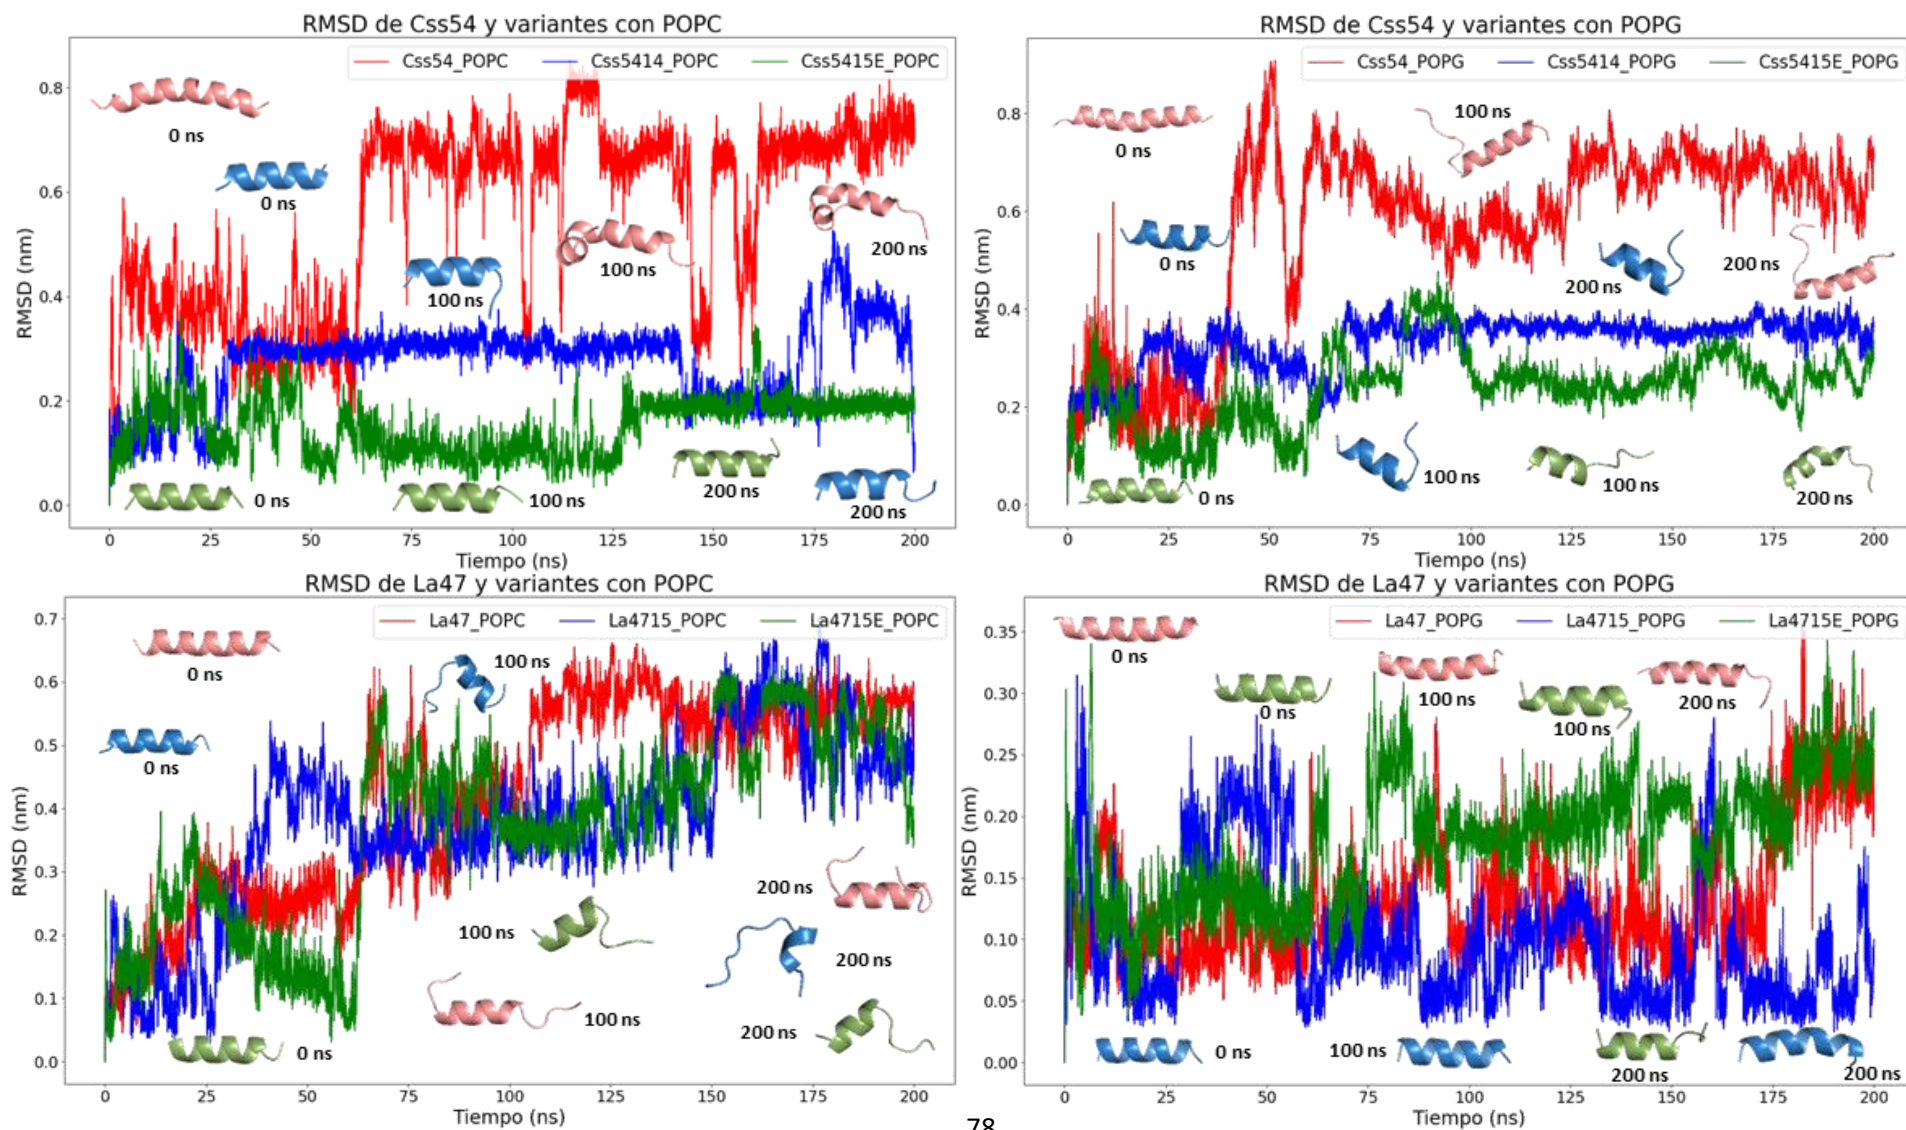 RMSD de Css54 y variantes con POPC
Css54_POPC
Css5414_POPC
Css5415E_POPC
RMSD (nm)
0.8
0.6
0.4
0.2
0.0
0 ns
0 ns
100 ns
100 ns
200 ns
0 ns
100 ns
200 ns
200 ns
0 25 50 75 100 125 150 175 200
Tiempo (ns)
RMSD de Css54 y variantes con POPG
Css54_POPG
Css5414_POPG
Css5415E_POPG
RMSD (nm)
0.8
0.6
0.4
0.2
0.0
0 ns
100 ns
0 ns
200 ns
200 ns
0 ns
100 ns
100 ns
200 ns
0 25 50 75 100 125 150 175 200
Tiempo (ns)
RMSD de La47 y variantes con POPC
La47_POPC
La4715_POPC
La4715E_POPC
RMSD (nm)
0.7
0.6
0.5
0.4
0.3
0.2
0.1
0.0
0 ns
100 ns
0 ns
200 ns
100 ns
200 ns
100 ns
200 ns
0 ns
0 25 50 75 100 125 150 175 200
Tiempo (ns)
RMSD de La47 y variantes con POPG
La47_POPG
La4715_POPG
La4715E_POPG
RMSD (nm)
0.35
0.30
0.25
0.20
0.15
0.10
0.05
0.00
0 ns
100 ns
200 ns
0 ns
100 ns
0 ns
100 ns
200 ns
200 ns
0 25 50 75 100 125 150 175 200
Tiempo (ns)
78